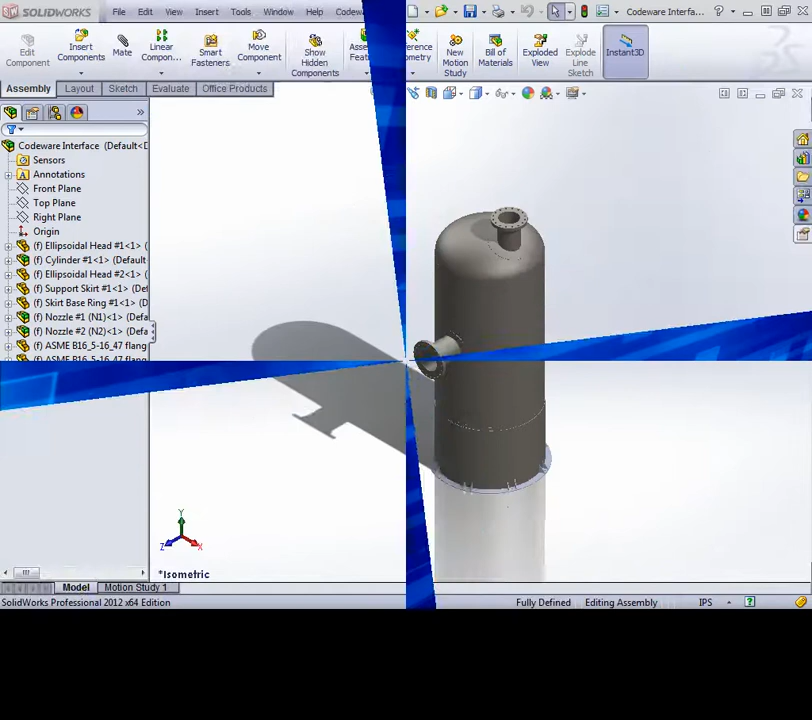 SOLIDWORKS File Edit View Insert Tools Window Help Codew
Codeware Interfa... ?
Edit Component
Insert Components
Mate
Linear Compon...
Smart Fasteners
Move Component
Show Hidden Components
New Motion Study
Bill of Materials
Exploded View
Explode Line Sketch
Instant3D
Assembly Layout Sketch Evaluate Office Products
Codeware Interface (Default<D
Sensors
Annotations
Front Plane
Top Plane
Right Plane
Origin
(f) Ellipsoidal Head #1<1> (
(f) Cylinder #1<1> (Default
(f) Ellipsoidal Head #2<1> (
(f) Support Skirt #1<1> (De
(f) Skirt Base Ring #1<1> (
(f) Nozzle #1 (N1)<1> (Defa
(f) Nozzle #2 (N2)<1> (Defa
(f) ASME B16_5-16_47 flang
Y
Z X
*Isometric
Model Motion Study 1
SolidWorks Professional 2012 x64 Edition Fully Defined Editing Assembly IPS ?